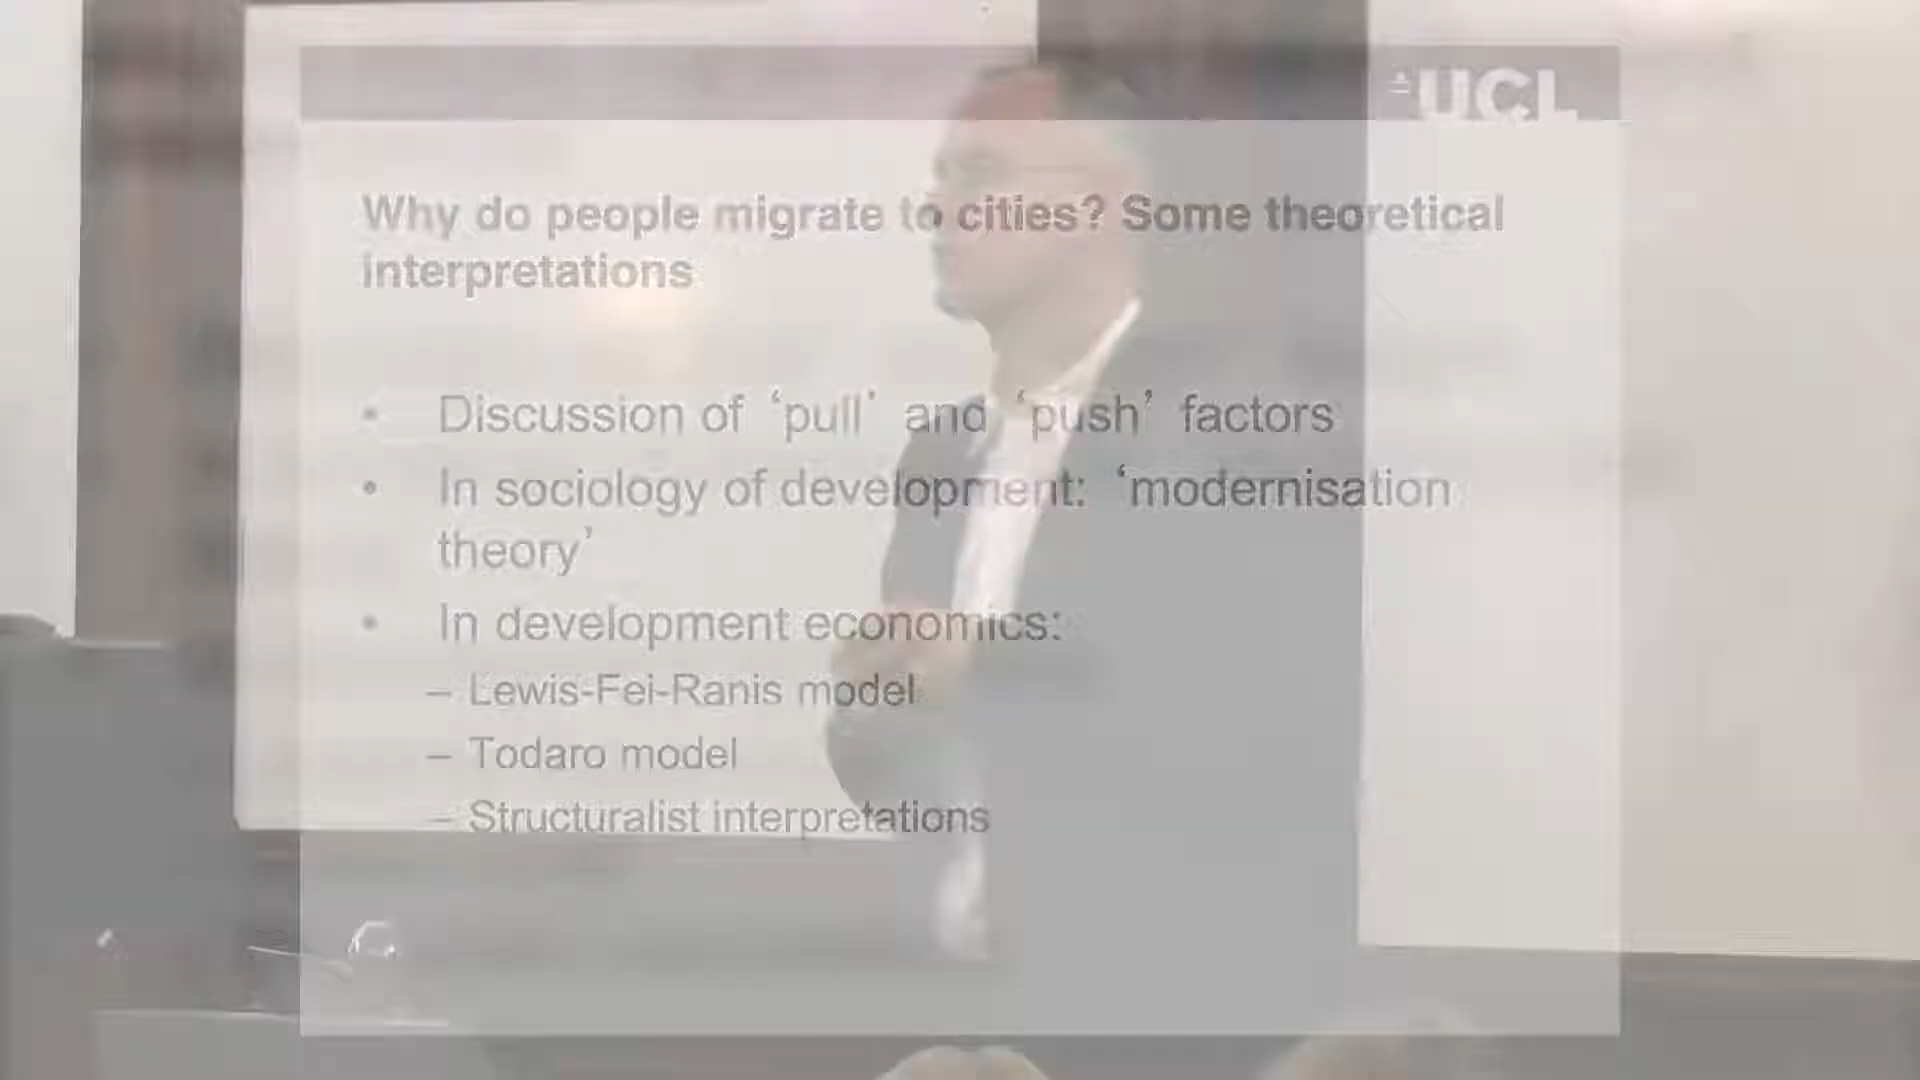 UCL
Why do people migrate to cities? Some theoretical
interpretations
• Discussion of ‘pull’ and ‘push’ factors
• In sociology of development: ‘modernisation
theory’
• In development economics:
– Lewis-Fei-Ranis model
– Todaro model
– Structuralist interpretations